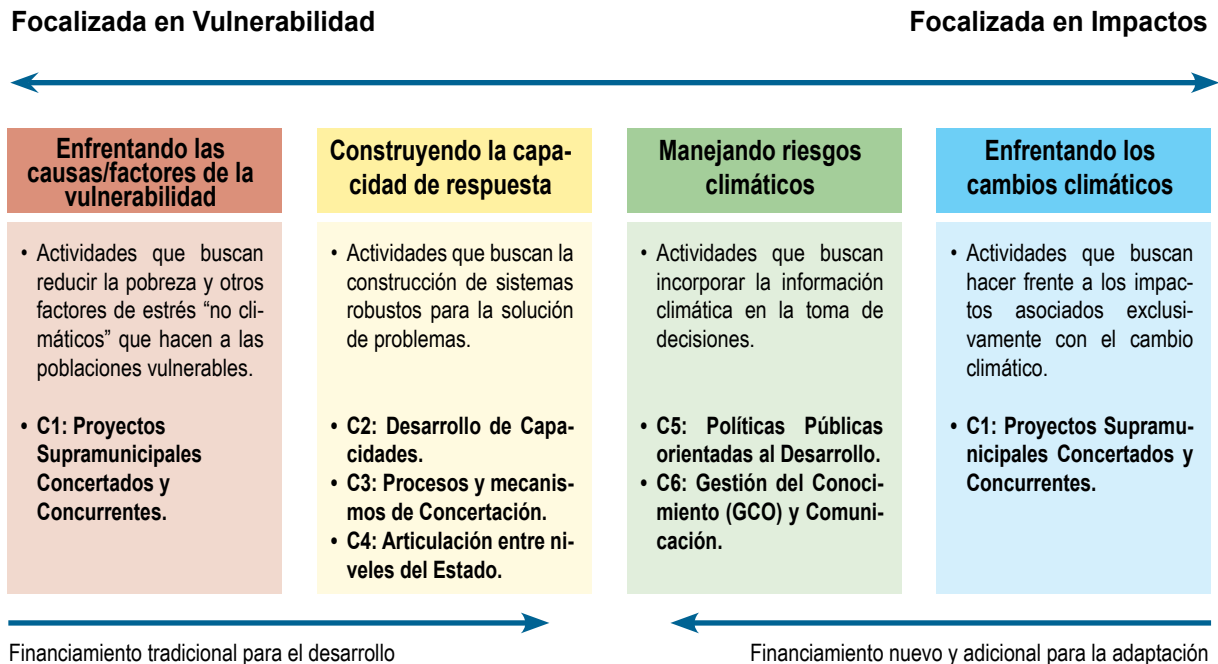 Focalizada en Vulnerabilidad
Focalizada en Impactos
Enfrentando las
causas/factores de la
vulnerabilidad
• Actividades que buscan
reducir la pobreza y otros
factores de estrés “no cli-
máticos” que hacen a las
poblaciones vulnerables.
• C1: Proyectos
Supramunicipales
Concertados y
Concurrentes.
Construyendo la capa-
cidad de respuesta
• Actividades que buscan la
construcción de sistemas
robustos para la solución
de problemas.
• C2: Desarrollo de Capa-
cidades.
• C3: Procesos y mecanis-
mos de Concertación.
• C4: Articulación entre ni-
veles del Estado.
Manejando riesgos
climáticos
• Actividades que buscan
incorporar la información
climática en la toma de
decisiones.
• C5: Políticas Públicas
orientadas al Desarrollo.
• C6: Gestión del Conoci-
miento (GCO) y Comuni-
cación.
Enfrentando los
cambios climáticos
• Actividades que buscan
hacer frente a los impac-
tos asociados exclusi-
vamente con el cambio
climático.
• C1: Proyectos Supramu-
nicipales Concertados y
Concurrentes.
Financiamiento tradicional para el desarrollo
Financiamiento nuevo y adicional para la adaptación